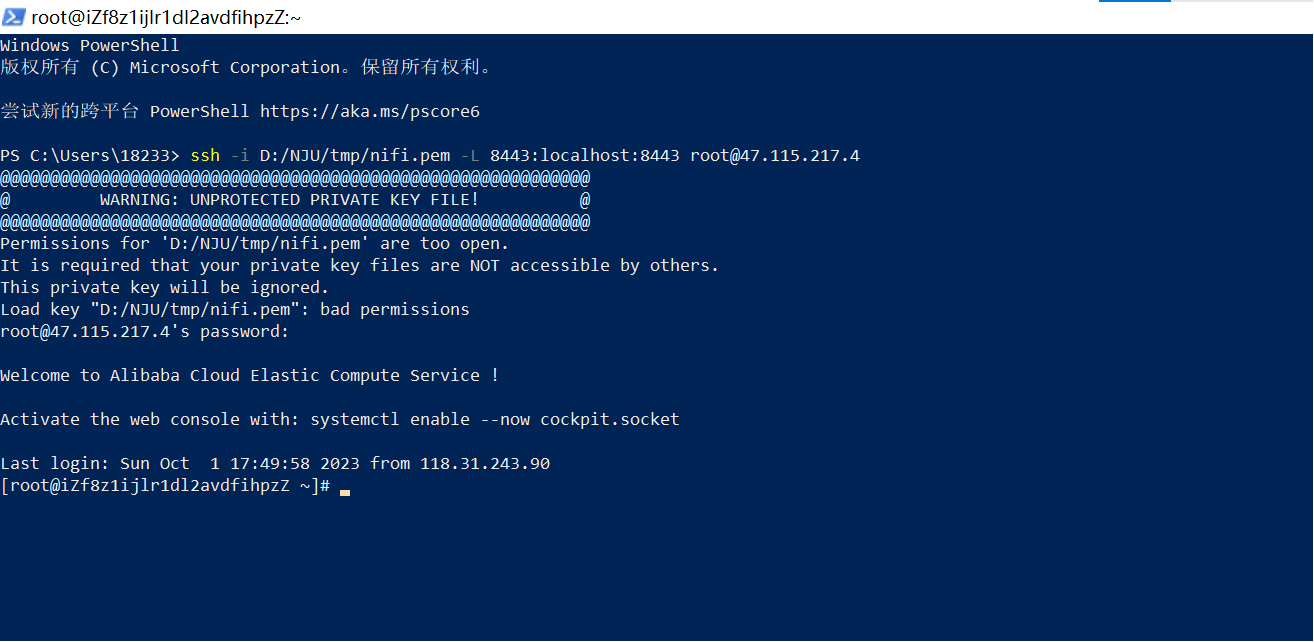 root@iZf8z1ijlr1dl2avdfihpzZ:~
Windows PowerShell
版权所有 (C) Microsoft Corporation。保留所有权利。
尝试新的跨平台 PowerShell https://aka.ms/pscore6
PS C:\Users\18233> ssh -i D:/NJU/tmp/nifi.pem -L 8443:localhost:8443 root@47.115.217.4
@@@@@@@@@@@@@@@@@@@@@@@@@@@@@@@@@@@@@@@@@@@@@@@@@@@@@@@@@@@
@         WARNING: UNPROTECTED PRIVATE KEY FILE!          @
@@@@@@@@@@@@@@@@@@@@@@@@@@@@@@@@@@@@@@@@@@@@@@@@@@@@@@@@@@@
Permissions for 'D:/NJU/tmp/nifi.pem' are too open.
It is required that your private key files are NOT accessible by others.
This private key will be ignored.
Load key "D:/NJU/tmp/nifi.pem": bad permissions
root@47.115.217.4's password:
Welcome to Alibaba Cloud Elastic Compute Service !
Activate the web console with: systemctl enable --now cockpit.socket
Last login: Sun Oct  1 17:49:58 2023 from 118.31.243.90
[root@iZf8z1ijlr1dl2avdfihpzZ ~]#